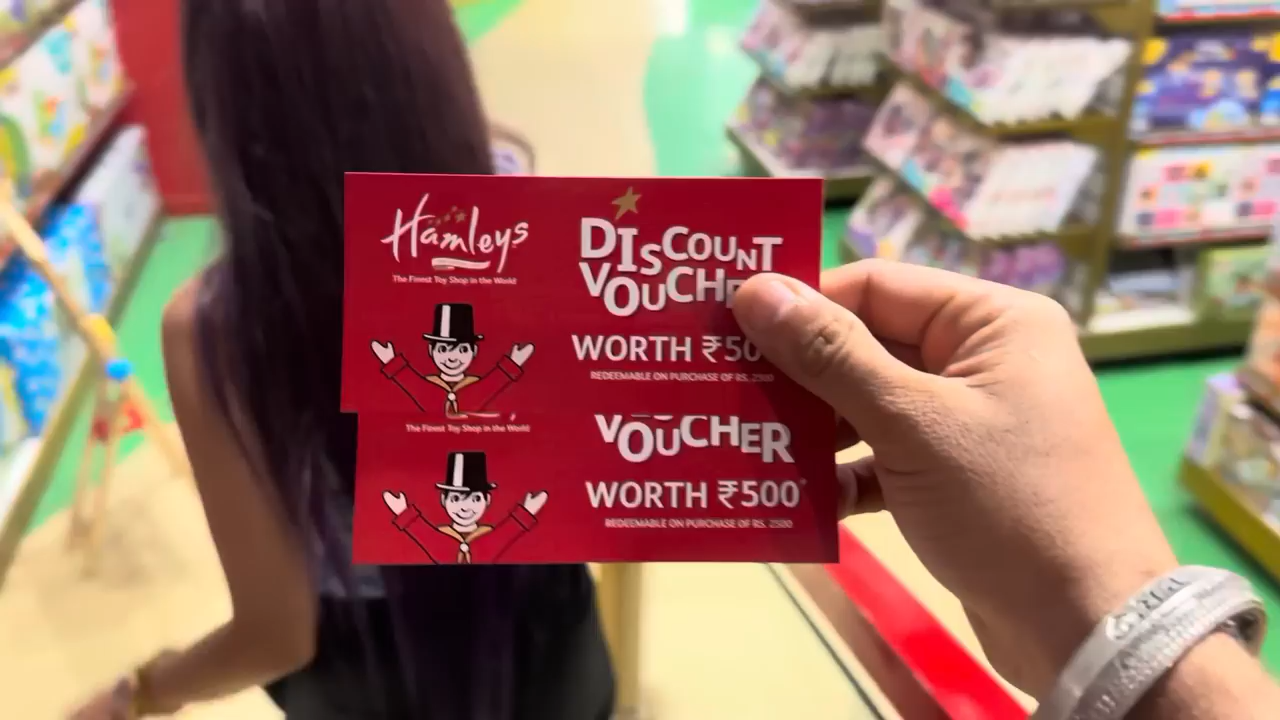 Hamleys
The Finest Toy Shop in the World
DISCOUNT
VOUCHE
WORTH ₹50
REDEEMABLE ON PURCHASE OF RS. 2500
The Finest Toy Shop in the World
VOUCHER
WORTH ₹500*
REDEEMABLE ON PURCHASE OF RS. 2500